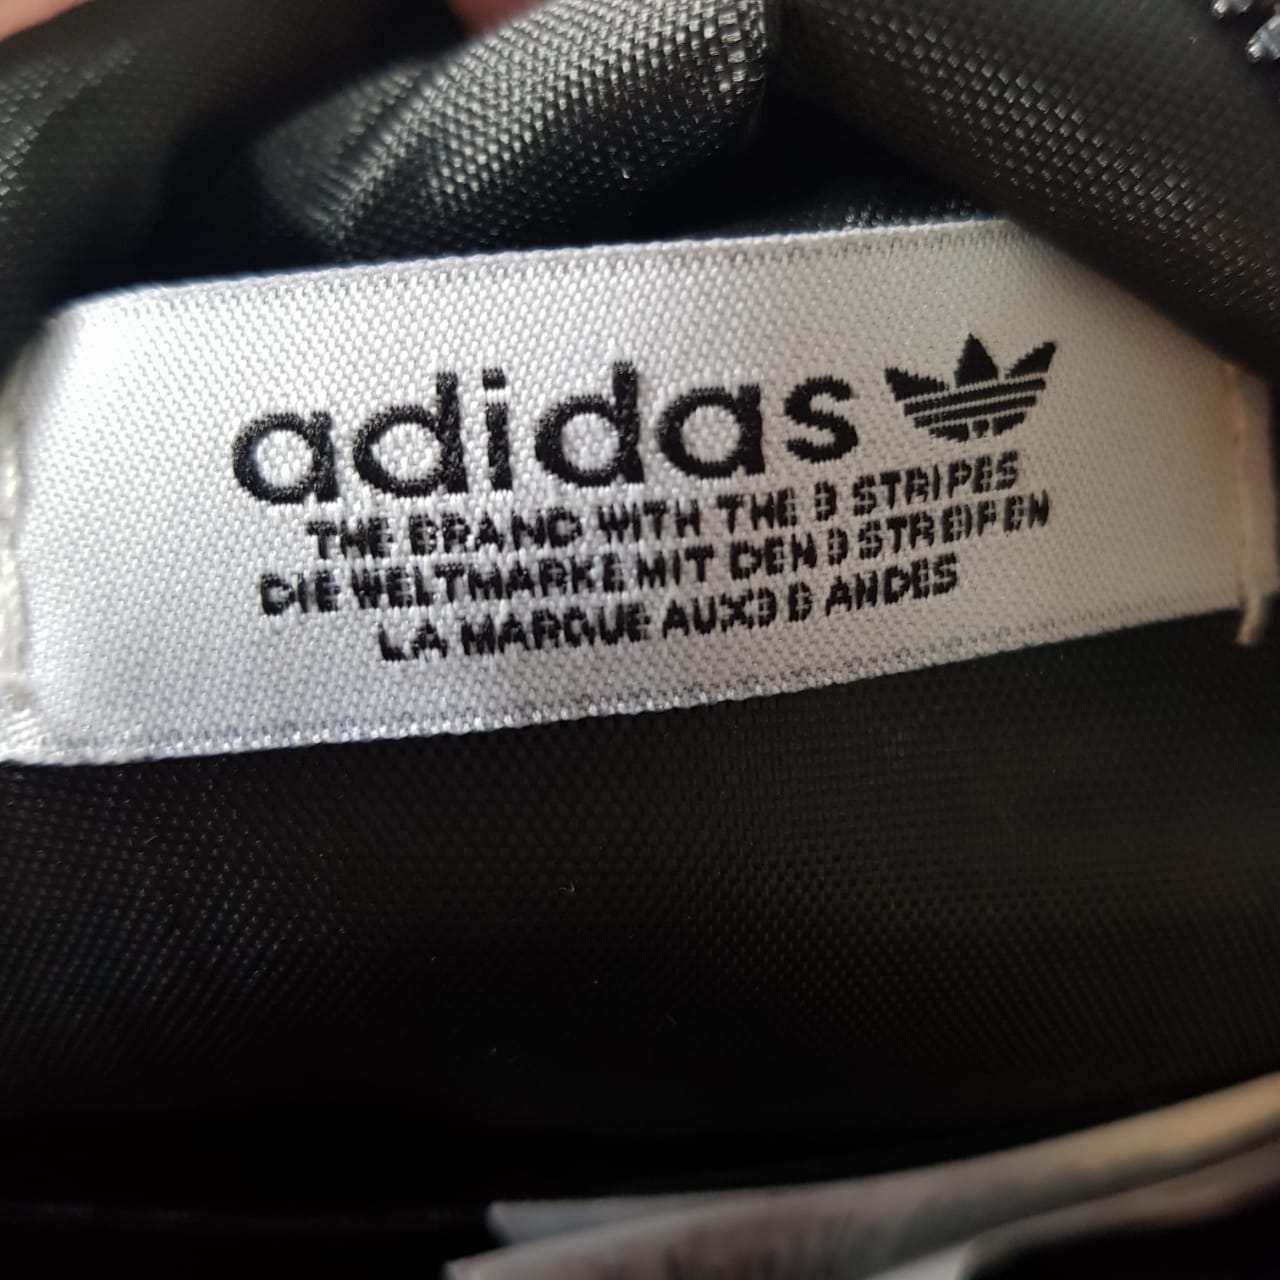 adidas
THE BRAND WITH THE 3 STRIPES
DIE WELTMARKE MIT DEN 3 STREIFEN
LA MARQUE AUX 3 BANDES